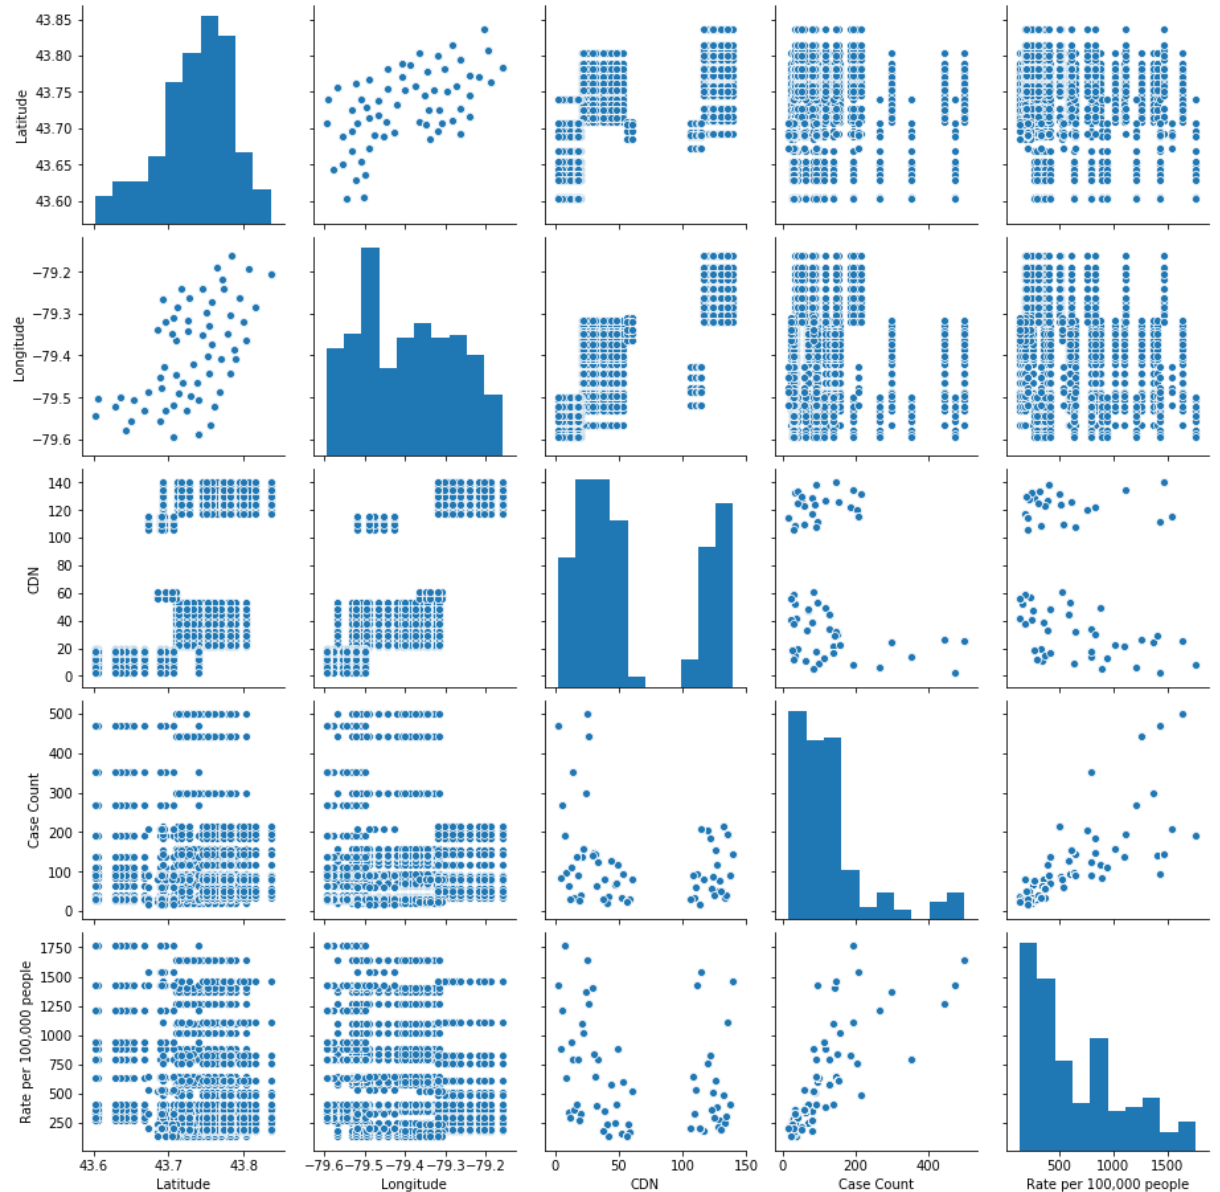 43.85
43.80
43.75
43.70
43.65
43.60
Latitude
−79.2
−79.3
−79.4
−79.5
−79.6
Longitude
140
120
100
80
60
40
20
0
CDN
500
400
300
200
100
0
Case Count
1750
1500
1250
1000
750
500
250
Rate per 100,000 people
43.6 43.7 43.8
Latitude
−79.6 −79.5 −79.4 −79.3 −79.2
Longitude
0 50 100 150
CDN
0 200 400
Case Count
500 1000 1500
Rate per 100,000 people